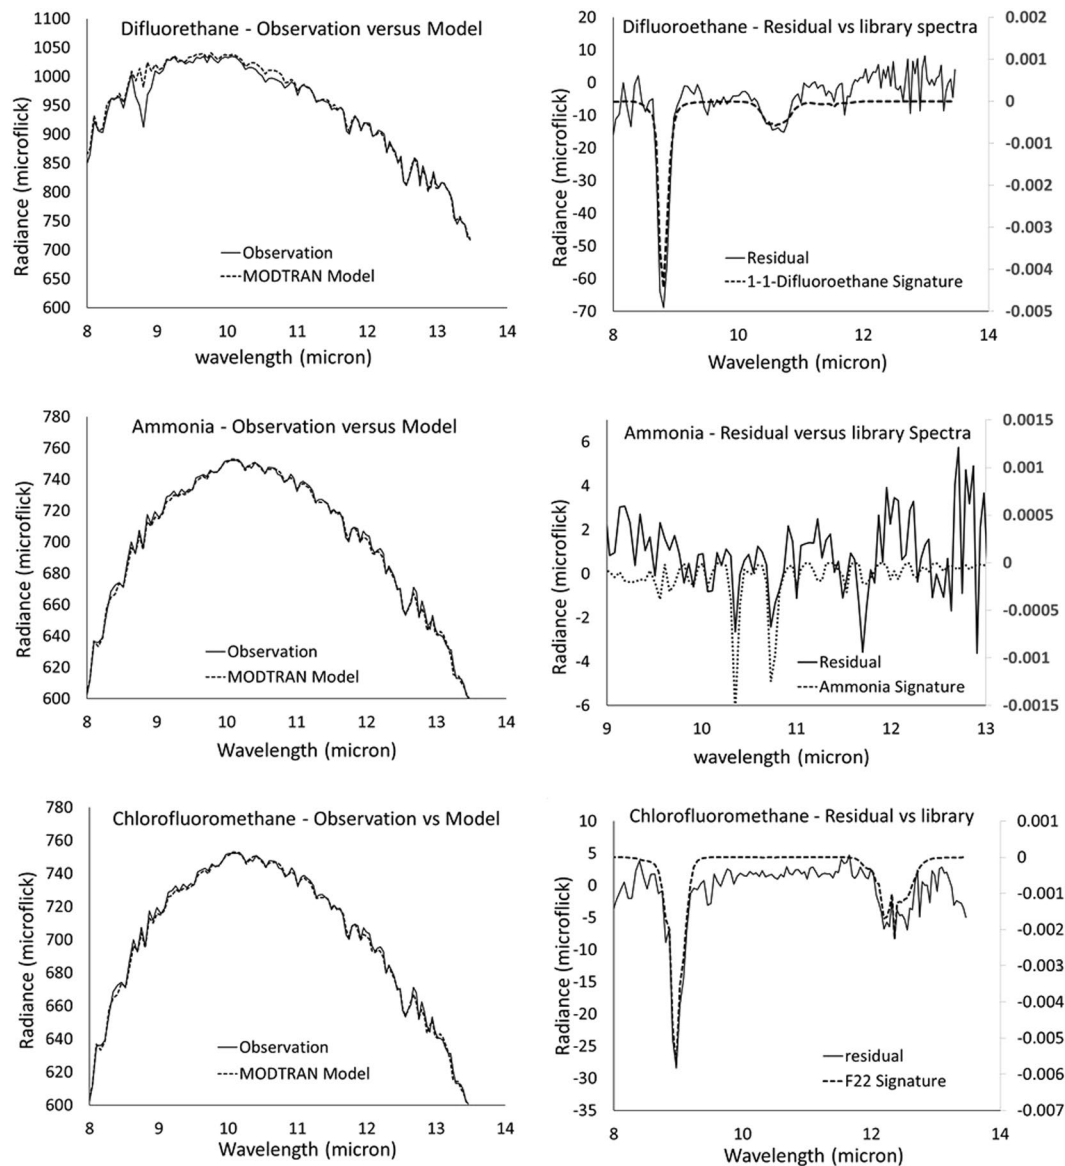 Difluorethane - Observation versus Model
1100
1050
1000
950
900
850
800
750
700
650
600
Radiance (microflick)
Observation
MODTRAN Model
8 9 10 11 12 13 14
wavelength (micron)
Difluoroethane - Residual vs library spectra
20
10
0
-10
-20
-30
-40
-50
-60
-70
Radiance (microflick)
0.002
0.001
0
-0.001
-0.002
-0.003
-0.004
-0.005
Residual
1-1-Difluoroethane Signature
8 10 12 14
Wavelength (micron)
Ammonia - Observation versus Model
780
760
740
720
700
680
660
640
620
600
Radiance (microflick)
Observation
MODTRAN Model
8 9 10 11 12 13 14
Wavelength (micron)
Ammonia - Residual versus library Spectra
6
4
2
0
-2
-4
-6
Radiance (microflick)
0.0015
0.001
0.0005
0
-0.0005
-0.001
-0.0015
Residual
Ammonia Signature
9 10 11 12 13
wavelength (micron)
Chlorofluoromethane - Observation vs Model
780
760
740
720
700
680
660
640
620
600
Radiance (microflick)
Observation
MODTRAN Model
8 9 10 11 12 13 14
Wavelength (micron)
Chlorofluoromethane - Residual vs library
10
5
0
-5
-10
-15
-20
-25
-30
-35
Radiance (microflick)
0.001
0
-0.001
-0.002
-0.003
-0.004
-0.005
-0.006
-0.007
residual
F22 Signature
8 10 12 14
Wavelength (micron)